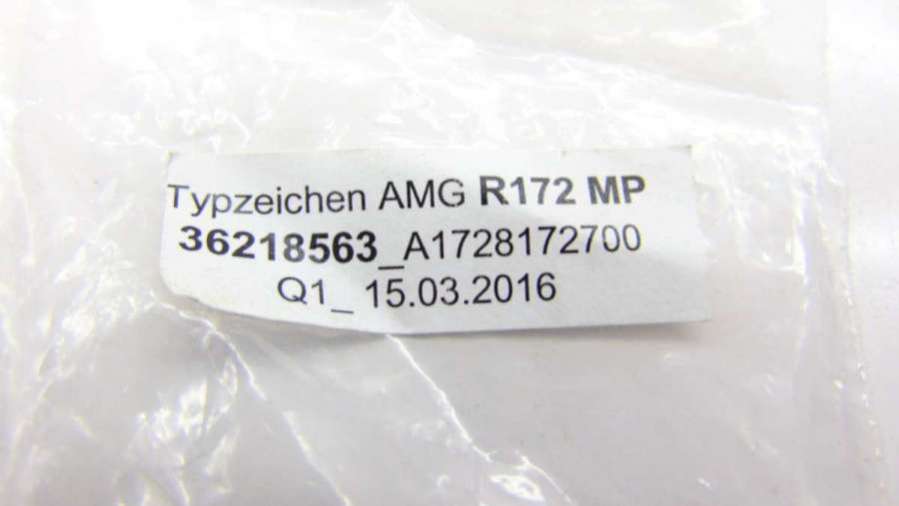 Typzeichen AMG R172 MP
36218563_A1728172700
Q1_ 15.03.2016